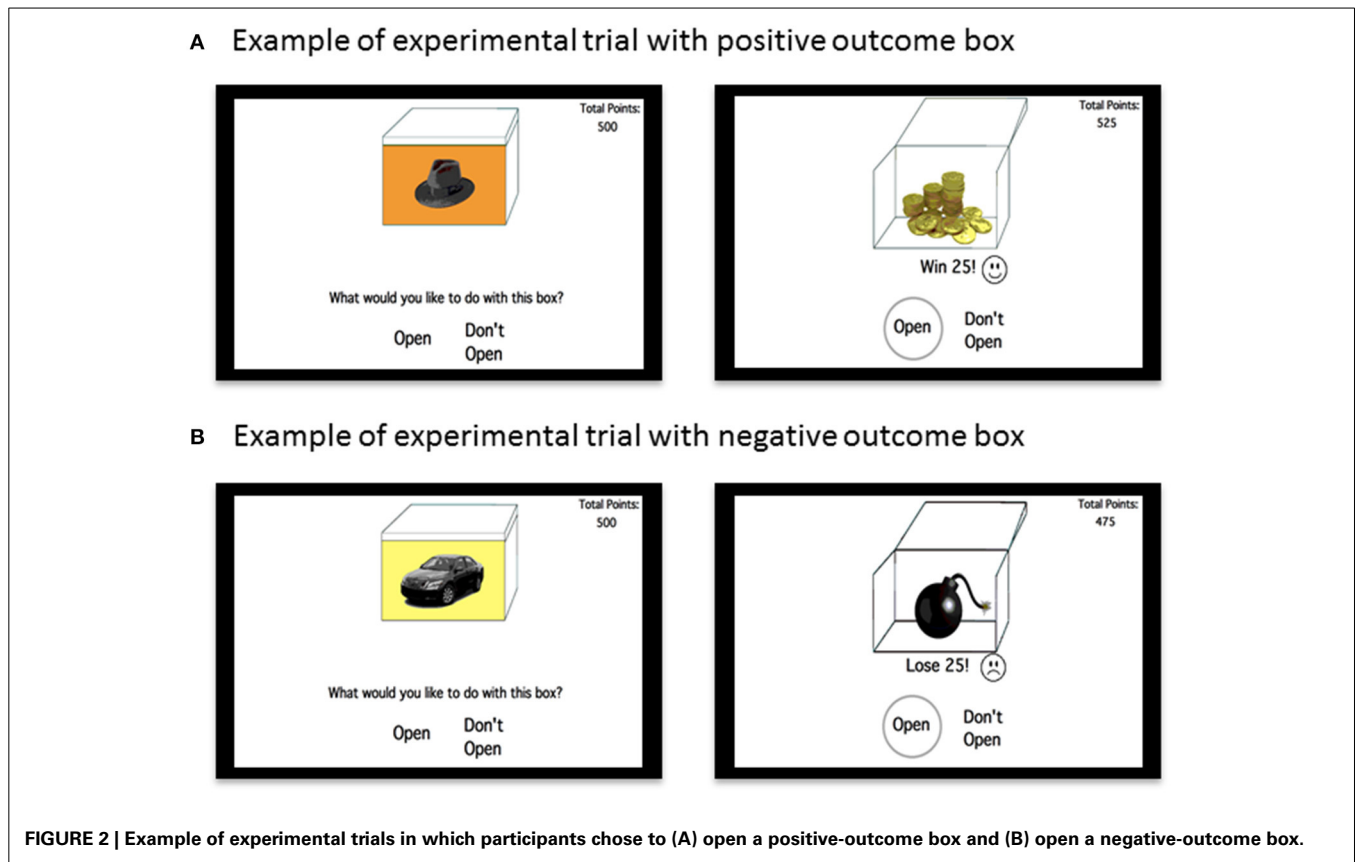 A Example of experimental trial with positive outcome box
Total Points:
500
What would you like to do with this box?
Open
Don't
Open
Total Points:
525
Win 25!
Open
Don't
Open
B Example of experimental trial with negative outcome box
Total Points:
500
What would you like to do with this box?
Open
Don't
Open
Total Points:
475
Lose 25!
Open
Don't
Open
FIGURE 2 | Example of experimental trials in which participants chose to (A) open a positive-outcome box and (B) open a negative-outcome box.